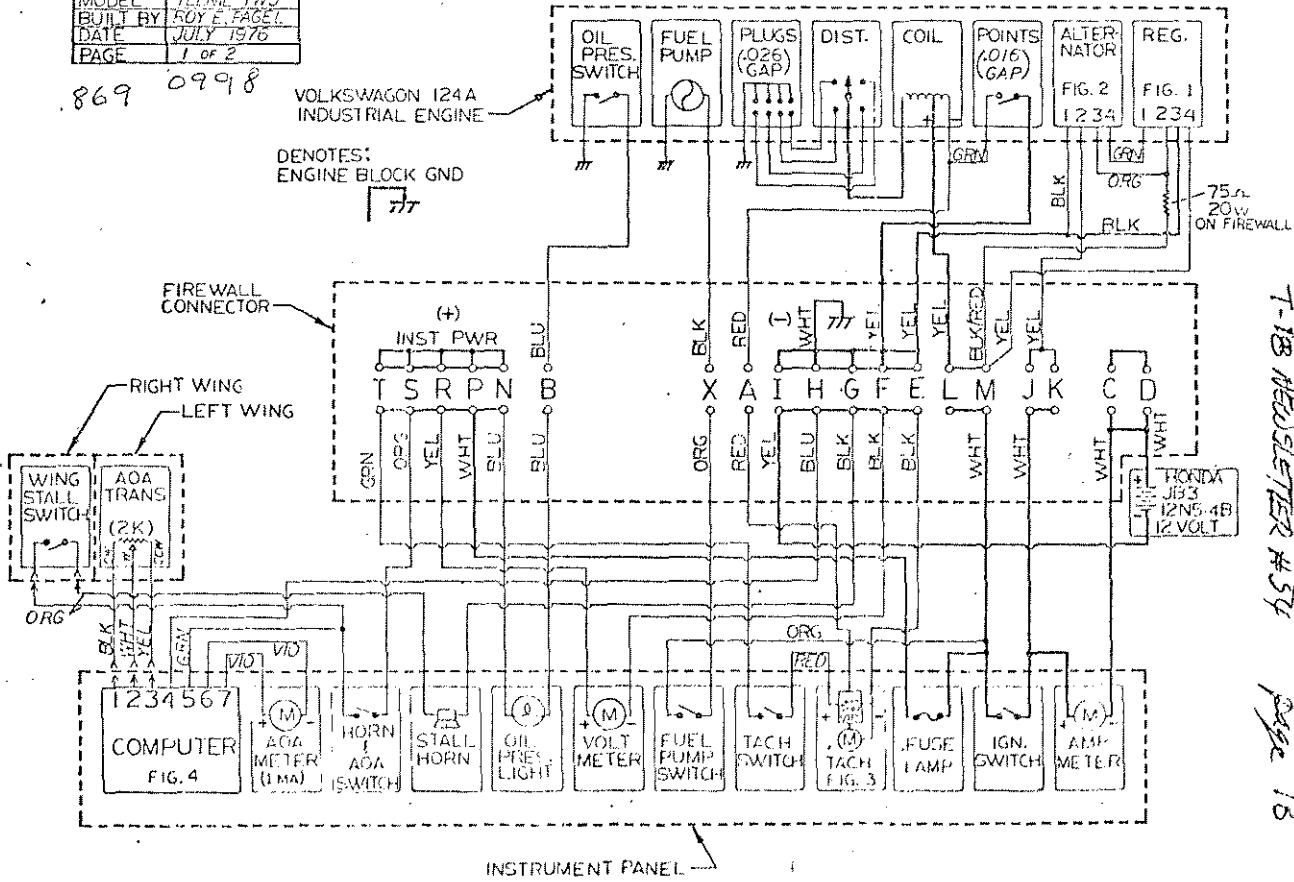 MODEL
BUILT BY ROY E. FAGEL
DATE JULY 1976
PAGE 1 OF 2
.869 0998
VOLKSWAGON 124A
INDUSTRIAL ENGINE
DENOTES:
ENGINE BLOCK GND
OIL
PRES.
SWITCH
FUEL
PUMP
PLUGS
(.026)
(GAP)
DIST.
COIL
+
-
POINTS
(.016)
(GAP)
ALTER-
NATOR
FIG. 2
1 2 3 4
REG.
FIG. 1
1 2 3 4
GRN
GRN
ORG
BLK
BLK
75Ω
20W
ON FIREWALL
FIREWALL
CONNECTOR
(+)
INST PWR
BLU
BLK
RED
(-)
WHT
YEL
YEL
YEL
BLK/RED
YEL
YEL
T S R P N B X A I H G F E L M J K C D
GRN
ORG
YEL
WHT
BLU
BLU
ORG
RED
YEL
BLU
BLK
BLK
BLK
WHT
WHT
WHT
WHT
HONDA
JB3
12N5-4B
12 VOLT
+
-
RIGHT WING
LEFT WING
WING
STALL
SWITCH
AOA
TRANS
(2K)
CCW
ORG
BLK
WHT
YEL
GRN
VIO
VIO
ORG
RED
1 2 3 4 5 6 7
COMPUTER
FIG. 4
+ M -
AOA
METER
(1 MA)
HORN
&
AOA
SWITCH
STALL
HORN
OIL
PRES.
LIGHT
+ M -
VOLT
METER
FUEL
PUMP
SWITCH
TACH
SWITCH
+ -
M
TACH
FIG. 3
FUSE
LAMP
IGN.
SWITCH
+ M -
AMP
METER
INSTRUMENT PANEL
T-18 NEWSLETTER #54 page 18